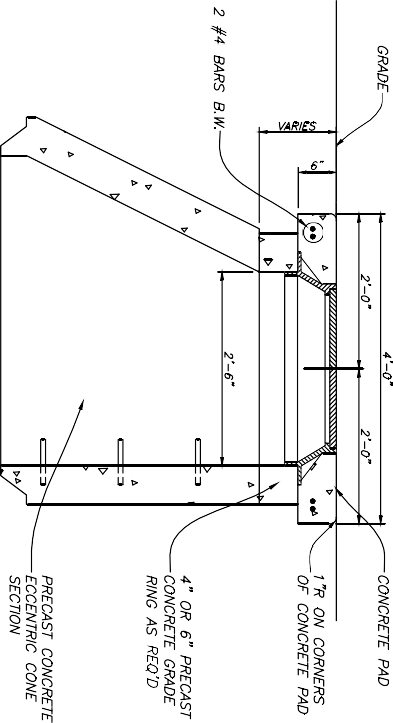 GRADE
2 #4 BARS B.W.
VARIES
6"
2'-0"
4'-0"
2'-0"
2'-6"
CONCRETE PAD
1"R ON CORNERS
OF CONCRETE PAD
4" OR 6" PRECAST
CONCRETE GRADE
RING AS REQ'D
PRECAST CONCRETE
ECCENTRIC CONE
SECTION